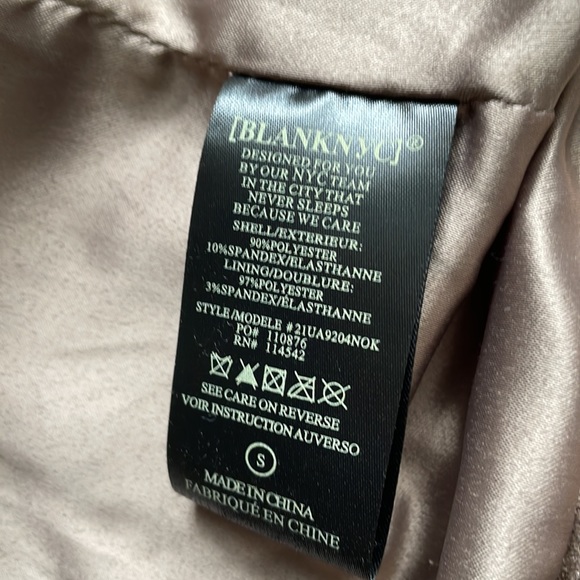 [BLANKNYC]®
DESIGNED FOR YOU
BY OUR NYC TEAM
IN THE CITY THAT
NEVER SLEEPS
BECAUSE WE CARE
SHELL/EXTERIEUR:
90%POLYESTER
10%SPANDEX/ELASTHANNE
LINING/DOUBLURE:
97%POLYESTER
3%SPANDEX/ÉLASTHANNE
STYLE/MODELE #21UA9204NOK
PO# 110876
RN# 114542
SEE CARE ON REVERSE
VOIR INSTRUCTION AUVERSO
S
MADE IN CHINA
FABRIQUÉ EN CHINE